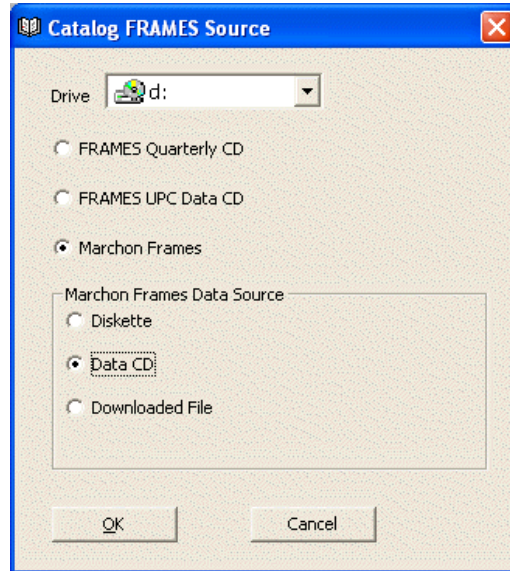 Catalog FRAMES Source
Drive d:
FRAMES Quarterly CD
FRAMES UPC Data CD
Marchon Frames
Marchon Frames Data Source
Diskette
Data CD
Downloaded File
OK Cancel